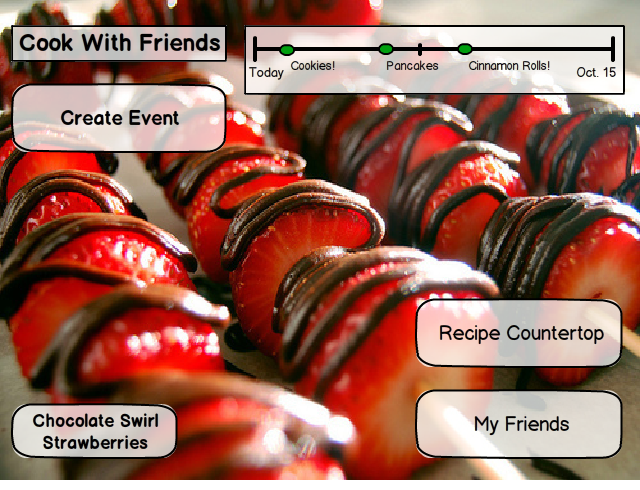 Cook With Friends
Today
Cookies!
Pancakes
Cinnamon Rolls!
Oct. 15
Create Event
Recipe Countertop
My Friends
Chocolate Swirl
Strawberries